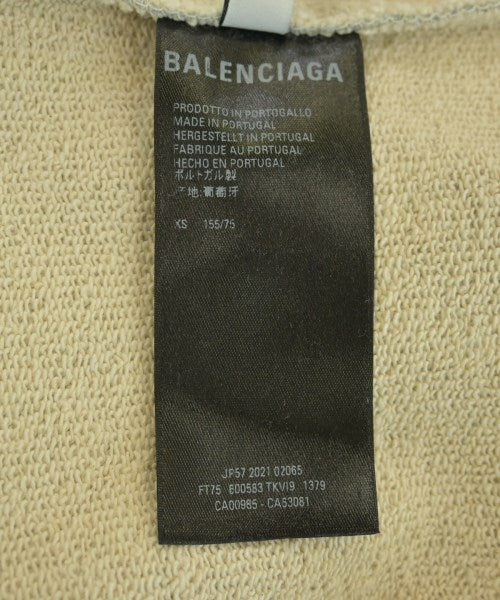 BALENCIAGA
PRODOTTO IN PORTOGALLO
MADE IN PORTUGAL
HERGESTELLT IN PORTUGAL
FABRIQUE AU PORTUGAL
HECHO EN PORTUGAL
ポルトガル製
产地:葡萄牙
XS 155/75
JP57 2021 02065
FT75 600583 TKVI9 1379
CA00985 - CA53081